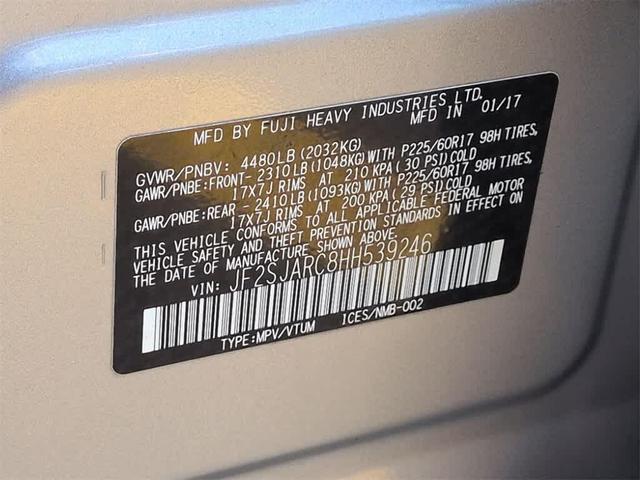 MFD BY FUJI HEAVY INDUSTRIES LTD.
MFD IN 01/17
GVWR/PNBV: 4480LB(2032KG)
GAWR/PNBE:FRONT-2310LB(1048KG)WITH P225/60R17 98H TIRES,
17X7J RIMS AT 210 KPA(30 PSI)COLD
GAWR/PNBE:REAR -2410LB(1093KG)WITH P225/60R17 98H TIRES,
17X7J RIMS AT 200 KPA(29 PSI)COLD
THIS VEHICLE CONFORMS TO ALL APPLICABLE FEDERAL MOTOR
VEHICLE SAFETY AND THEFT PREVENTION STANDARDS IN EFFECT ON
THE DATE OF MANUFACTURE SHOWN ABOVE.
VIN: JF2SJARC8HH539246
TYPE:MPV/VTUM ICES/NMB-002